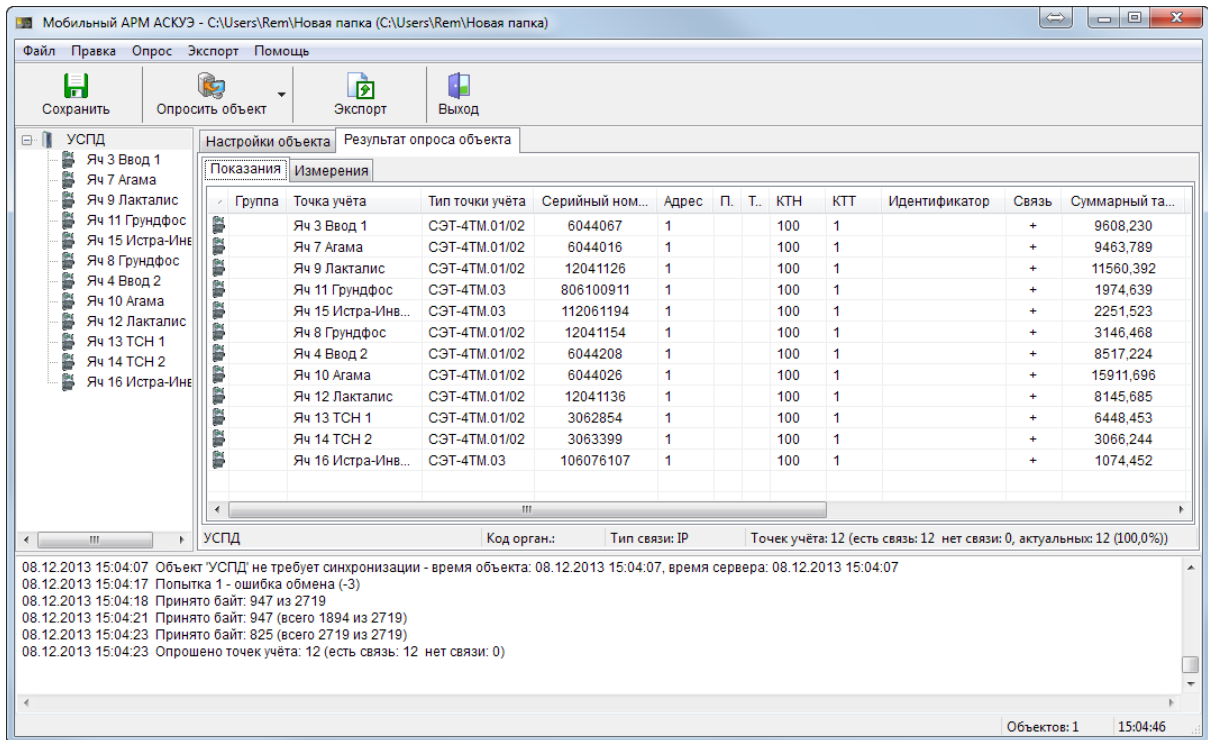 Мобильный АРМ АСКУЭ - C:\Users\Rem\Новая папка (C:\Users\Rem\Новая папка)
Файл Правка Опрос Экспорт Помощь
Сохранить Опросить объект Экспорт Выход
УСПД
Яч 3 Ввод 1
Яч 7 Агама
Яч 9 Лакталис
Яч 11 Грундфос
Яч 15 Истра-Инв
Яч 8 Грундфос
Яч 4 Ввод 2
Яч 10 Агама
Яч 12 Лакталис
Яч 13 ТСН 1
Яч 14 ТСН 2
Яч 16 Истра-Инв
Настройки объекта Результат опроса объекта
Показания Измерения
Группа Точка учёта Тип точки учёта Серийный ном... Адрес П. Т.. КТН КТТ Идентификатор Связь Суммарный та...
Яч 3 Ввод 1 СЭТ-4ТМ.01/02 6044067 1 100 1 + 9608,230
Яч 7 Агама СЭТ-4ТМ.01/02 6044016 1 100 1 + 9463,789
Яч 9 Лакталис СЭТ-4ТМ.01/02 12041126 1 100 1 + 11560,392
Яч 11 Грундфос СЭТ-4ТМ.03 806100911 1 100 1 + 1974,639
Яч 15 Истра-Инв... СЭТ-4ТМ.03 112061194 1 100 1 + 2251,523
Яч 8 Грундфос СЭТ-4ТМ.01/02 12041154 1 100 1 + 3146,468
Яч 4 Ввод 2 СЭТ-4ТМ.01/02 6044208 1 100 1 + 8517,224
Яч 10 Агама СЭТ-4ТМ.01/02 6044026 1 100 1 + 15911,696
Яч 12 Лакталис СЭТ-4ТМ.01/02 12041136 1 100 1 + 8145,685
Яч 13 ТСН 1 СЭТ-4ТМ.01/02 3062854 1 100 1 + 6448,453
Яч 14 ТСН 2 СЭТ-4ТМ.01/02 3063399 1 100 1 + 3066,244
Яч 16 Истра-Инв... СЭТ-4ТМ.03 106076107 1 100 1 + 1074,452
УСПД Код орган.: Тип связи: IP Точек учёта: 12 (есть связь: 12 нет связи: 0, актуальных: 12 (100,0%))
08.12.2013 15:04:07 Объект 'УСПД' не требует синхронизации - время объекта: 08.12.2013 15:04:07, время сервера: 08.12.2013 15:04:07
08.12.2013 15:04:17 Попытка 1 - ошибка обмена (-3)
08.12.2013 15:04:18 Принято байт: 947 из 2719
08.12.2013 15:04:21 Принято байт: 947 (всего 1894 из 2719)
08.12.2013 15:04:23 Принято байт: 825 (всего 2719 из 2719)
08.12.2013 15:04:23 Опрошено точек учёта: 12 (есть связь: 12 нет связи: 0)
Объектов: 1 15:04:46